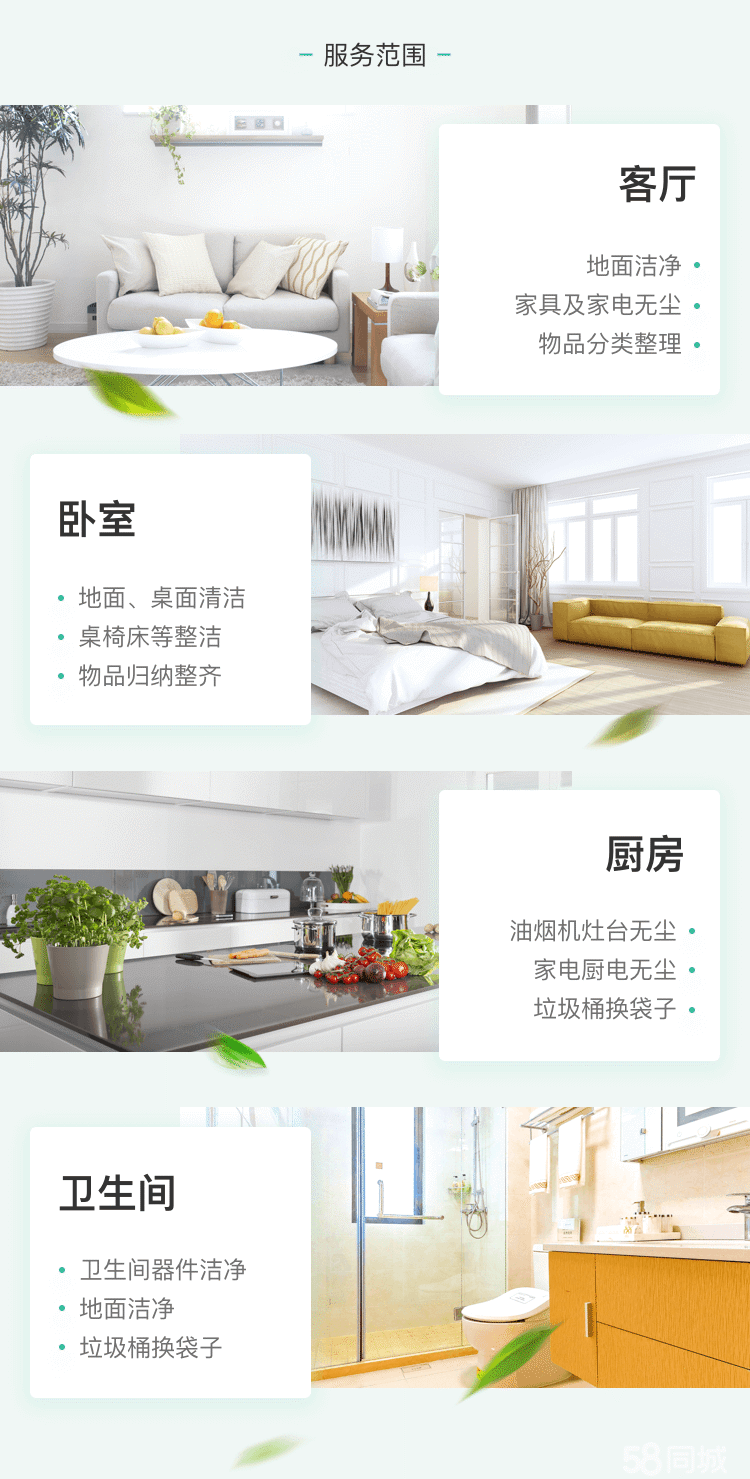 服务范围
客厅
地面洁净
家具及家电无尘
物品分类整理
卧室
地面、桌面清洁
桌椅床等整洁
物品归纳整齐
厨房
油烟机灶台无尘
家电厨电无尘
垃圾桶换袋子
卫生间
卫生间器件洁净
地面洁净
垃圾桶换袋子
58同城